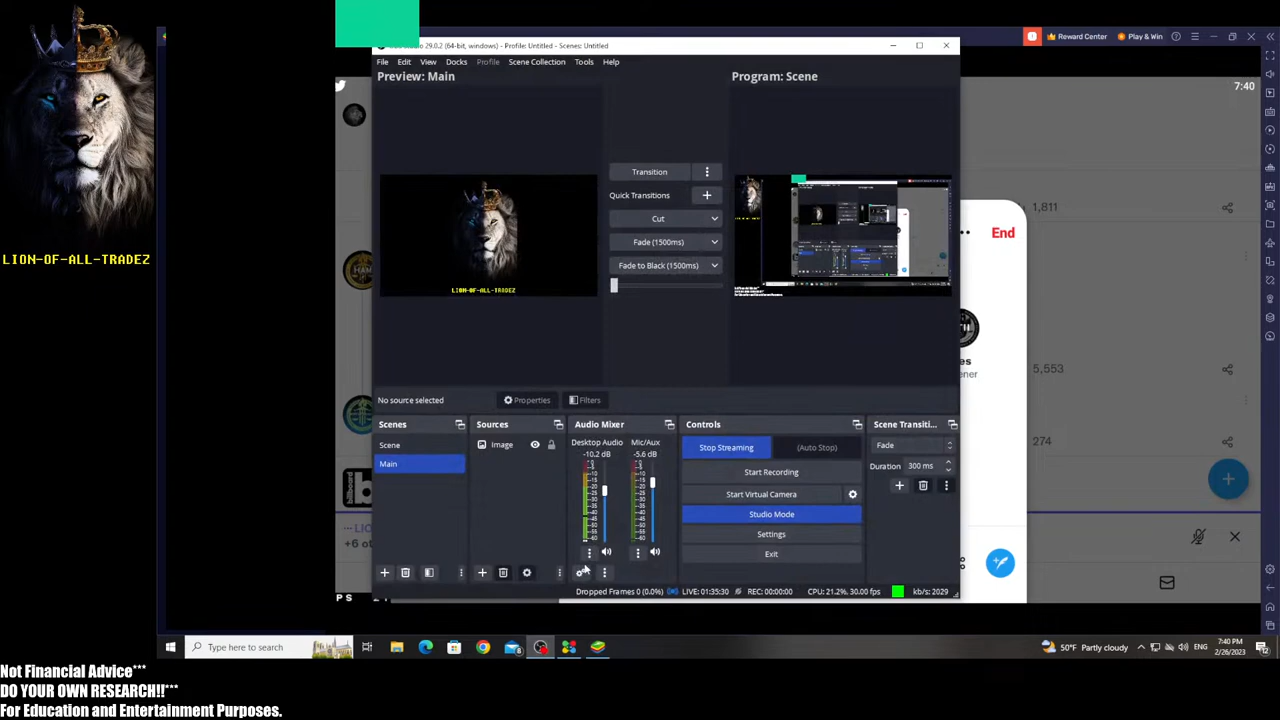 Reward Center
Play & Win
29.0.2 (64-bit, windows) - Profile: Untitled - Scenes: Untitled
File Edit View Docks Profile Scene Collection Tools Help
Preview: Main
Program: Scene
7:40
Transition
Quick Transitions
Cut
Fade (1500ms)
Fade to Black (1500ms)
LION-OF-ALL-TRADEZ
LION-OF-ALL-TRADEZ
1,811
End
5,553
274
No source selected
Properties
Filters
Scenes
Sources
Audio Mixer
Controls
Scene Transiti...
Scene
Main
Image
Desktop Audio
Mic/Aux
-10.2 dB
-5.6 dB
Stop Streaming
(Auto Stop)
Start Recording
Start Virtual Camera
Studio Mode
Settings
Exit
Fade
Duration 300 ms
Dropped Frames 0 (0.0%)
LIVE: 01:35:30
REC: 00:00:00
CPU: 21.2%, 30.00 fps
kb/s: 2029
Type here to search
50°F Partly cloudy
ENG
7:40 PM
2/26/2023
Not Financial Advice***
DO YOUR OWN RESEARCH!!***
For Education and Entertainment Purposes.